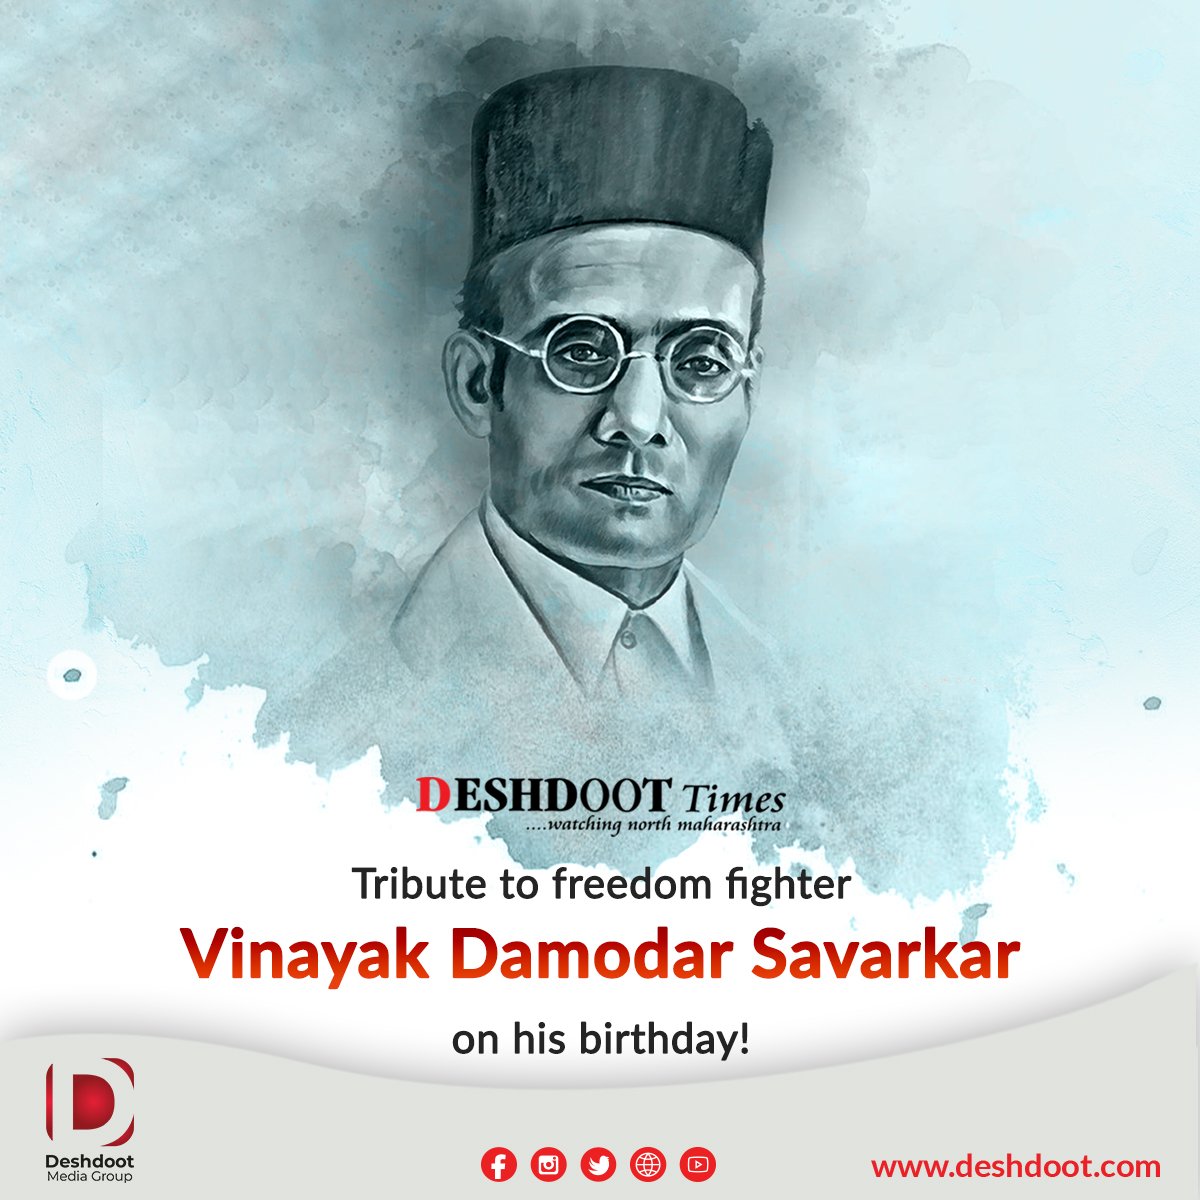 DESHDOOT Times
....watching north maharashtra
Tribute to freedom fighter
Vinayak Damodar Savarkar
on his birthday!
Deshdoot
Media Group
www.deshdoot.com